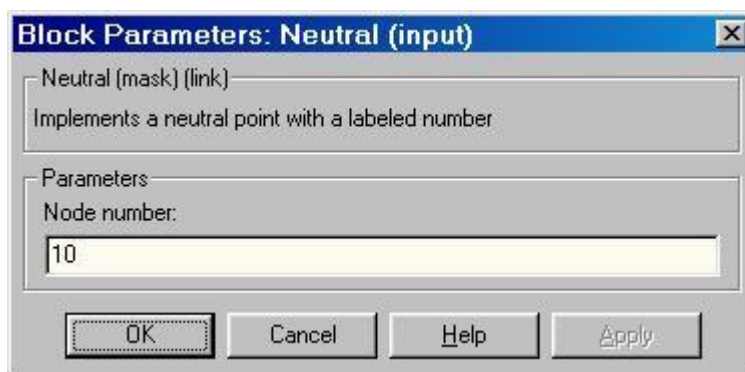 Block Parameters: Neutral (input)
Neutral (mask) (link)
Implements a neutral point with a labeled number
Parameters
Node number:
10
OK Cancel Help Apply